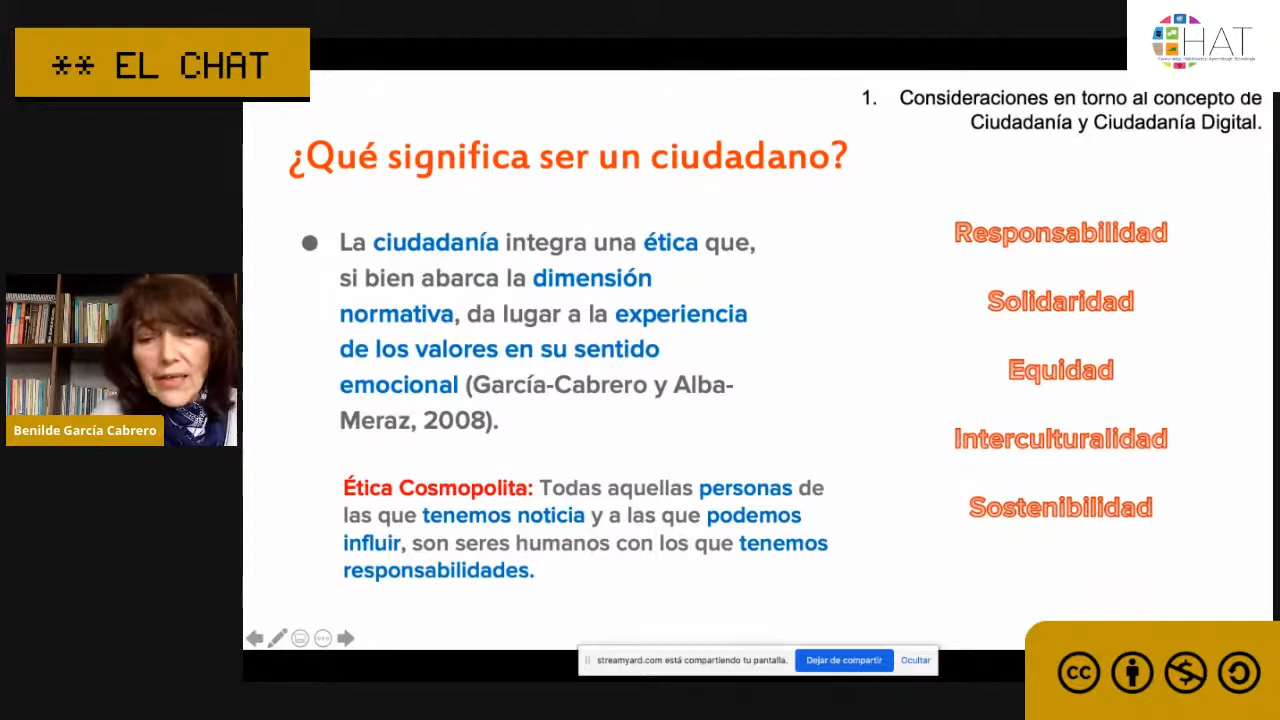 ** EL CHAT
HAT
1. Consideraciones en torno al concepto de
Ciudadanía y Ciudadanía Digital.
¿Qué significa ser un ciudadano?
● La ciudadanía integra una ética que,
si bien abarca la dimensión
normativa, da lugar a la experiencia
de los valores en su sentido
emocional (García-Cabrero y Alba-
Meraz, 2008).
Ética Cosmopolita: Todas aquellas personas de
las que tenemos noticia y a las que podemos
influir, son seres humanos con los que tenemos
responsabilidades.
Responsabilidad
Solidaridad
Equidad
Interculturalidad
Sostenibilidad
Benilde García Cabrero
streamyard.com está compartiendo tu pantalla.
Dejar de compartir
Ocultar
cc